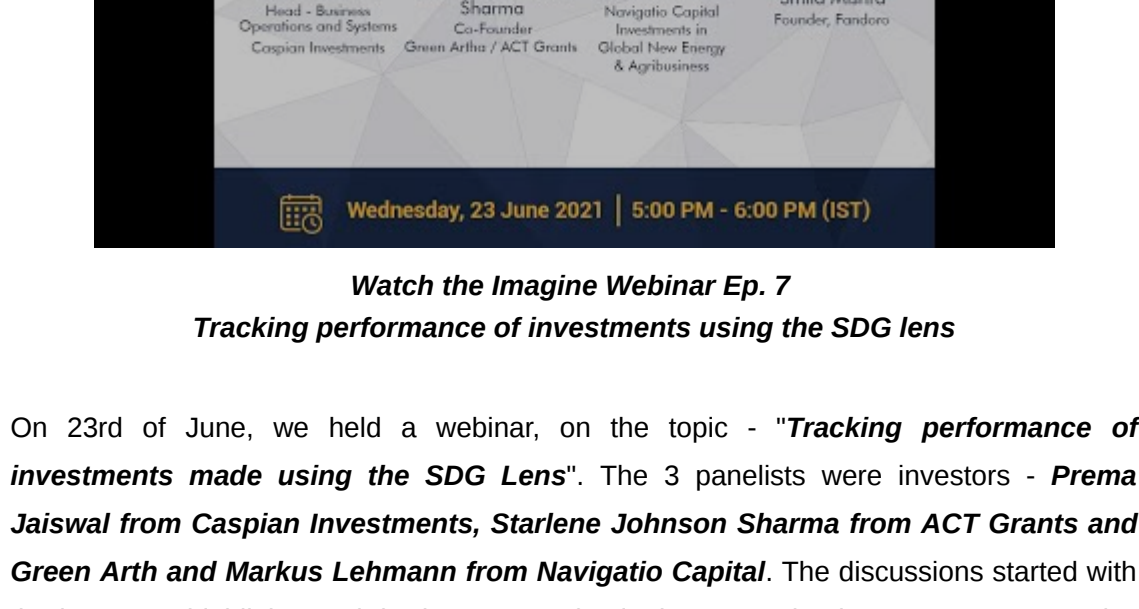 Head - Business
Operations and Systems
Caspian Investments
Sharma
Co-Founder
Green Artha / ACT Grants
Navigatio Capital
Investments in
Global New Energy
& Agribusiness
Founder, Fandoro
Wednesday, 23 June 2021 | 5:00 PM - 6:00 PM (IST)
Watch the Imagine Webinar Ep. 7
Tracking performance of investments using the SDG lens
On 23rd of June, we held a webinar, on the topic - "Tracking performance of
investments made using the SDG Lens". The 3 panelists were investors - Prema
Jaiswal from Caspian Investments, Starlene Johnson Sharma from ACT Grants and
Green Arth and Markus Lehmann from Navigatio Capital. The discussions started with